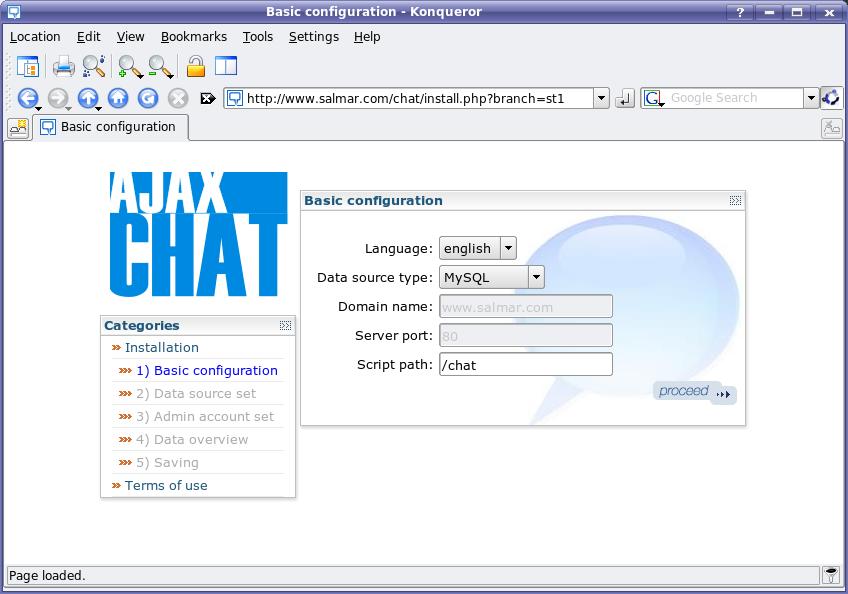 Basic configuration - Konqueror
?
Location Edit View Bookmarks Tools Settings Help
http://www.salmar.com/chat/install.php?branch=st1
G Google Search
Basic configuration
AJAX
CHAT
Basic configuration
Language: english
Data source type: MySQL
Domain name: www.salmar.com
Server port: 80
Script path: /chat
proceed
Categories
Installation
1) Basic configuration
2) Data source set
3) Admin account set
4) Data overview
5) Saving
Terms of use
Page loaded.